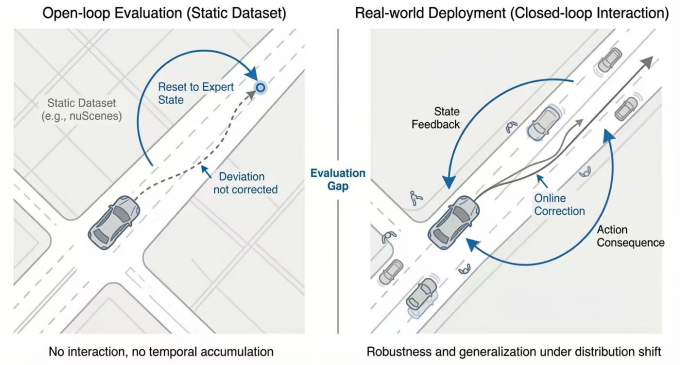 Open-loop Evaluation (Static Dataset)
Static Dataset
(e.g., nuScenes)
Reset to Expert
State
Deviation
not corrected
No interaction, no temporal accumulation
Evaluation
Gap
Real-world Deployment (Closed-loop Interaction)
State
Feedback
Online
Correction
Action
Consequence
Robustness and generalization under distribution shift